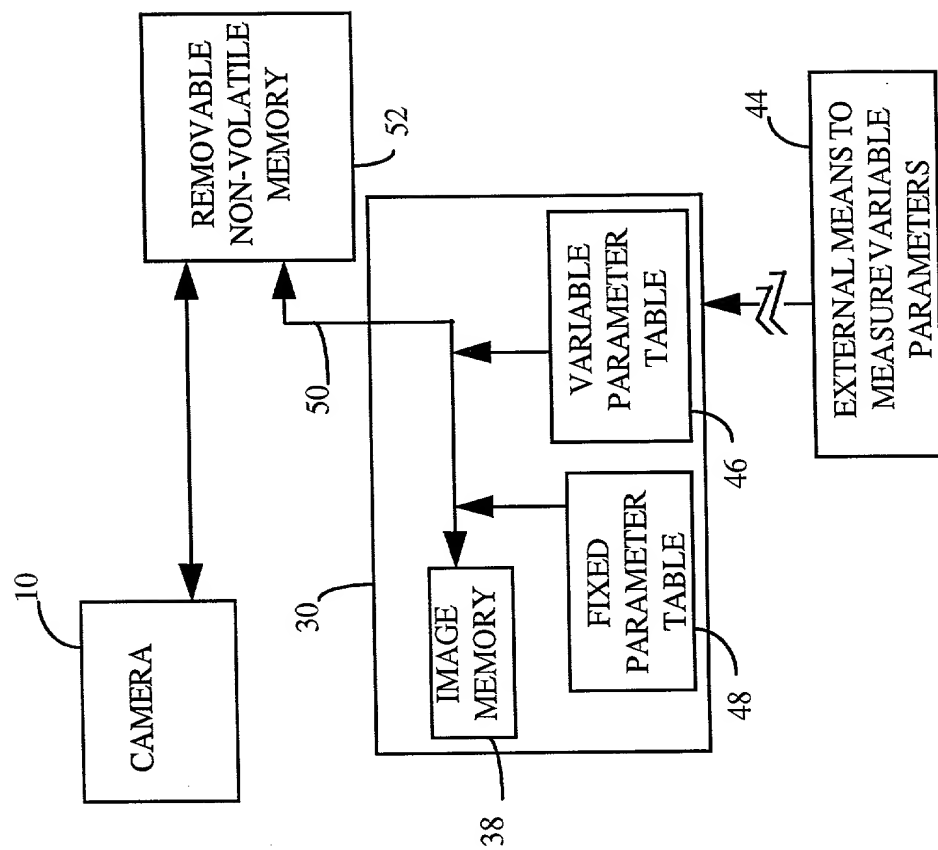 10
CAMERA
REMOVABLE
NON-VOLATILE
MEMORY
52
50
30
IMAGE
MEMORY
38
FIXED
PARAMETER
TABLE
48
VARIABLE
PARAMETER
TABLE
46
44
EXTERNAL MEANS TO
MEASURE VARIABLE
PARAMETERS